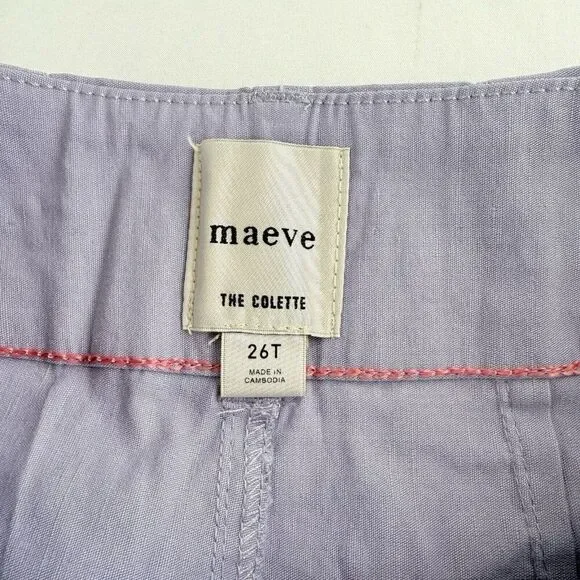 maeve
THE COLETTE
26T
MADE IN
CAMBODIA